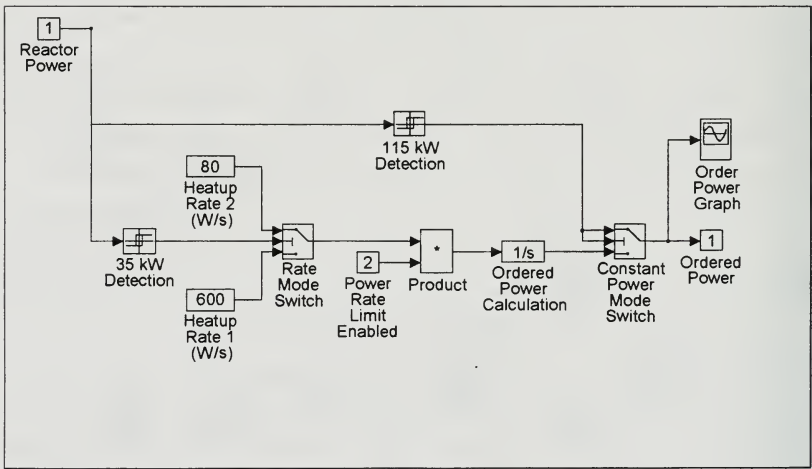 1
Reactor
Power
115 kW
Detection
80
Heatup
Rate 2
(W/s)
35 kW
Detection
600
Heatup
Rate 1
(W/s)
Rate
Mode
Switch
2
Power
Rate
Limit
Enabled
*
Product
1/s
Ordered
Power
Calculation
Constant
Power
Mode
Switch
Order
Power
Graph
1
Ordered
Power